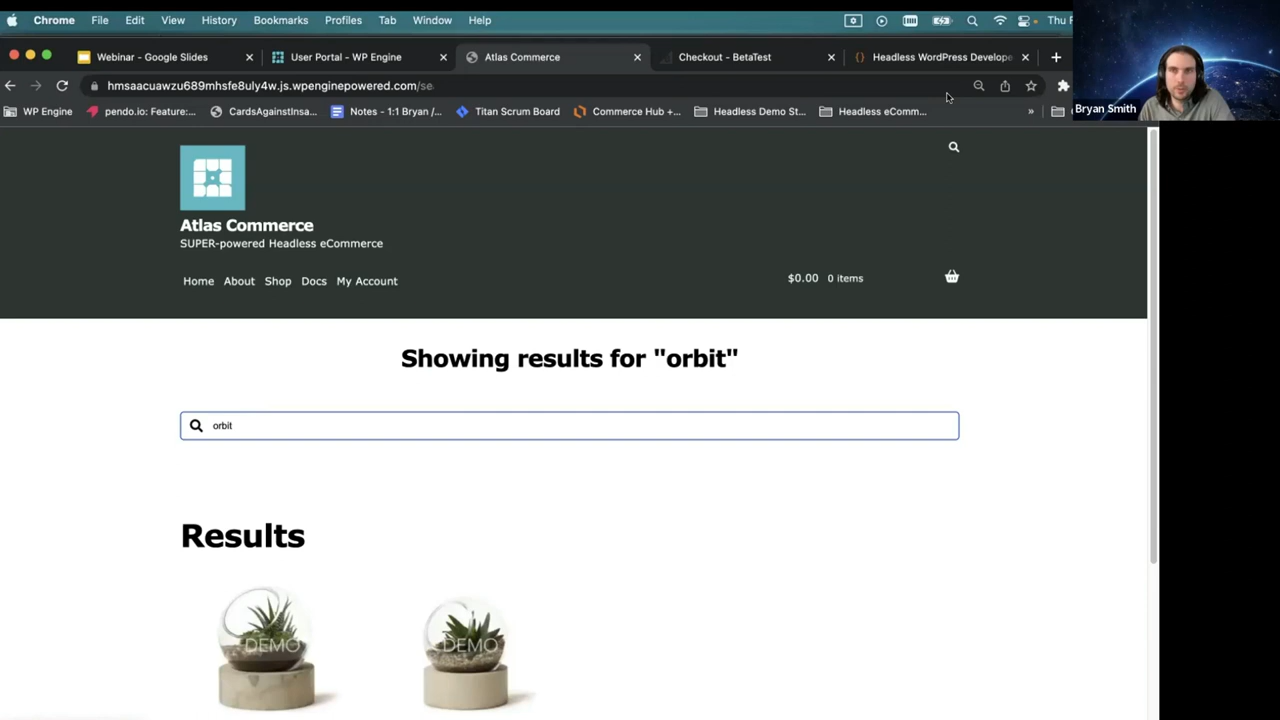 Chrome File Edit View History Bookmarks Profiles Tab Window Help Thu F
Webinar - Google Slides User Portal - WP Engine Atlas Commerce Checkout - BetaTest Headless WordPress Develope
hmsaacuawzu689mhsfe8uly4w.js.wpenginepowered.com/se
WP Engine pendo.io: Feature:... CardsAgainstInsa... Notes - 1:1 Bryan /... Titan Scrum Board Commerce Hub +... Headless Demo St... Headless eComm... »
Bryan Smith
Atlas Commerce
SUPER-powered Headless eCommerce
Home About Shop Docs My Account $0.00 0 items
Showing results for "orbit"
orbit
Results
DEMO DEMO